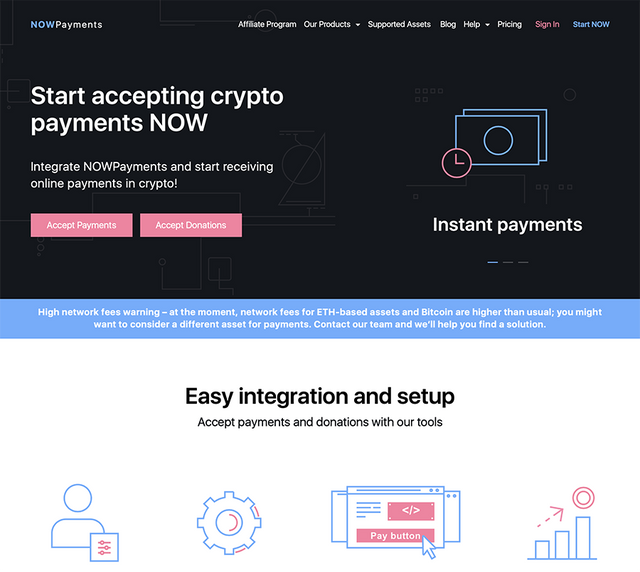 NOWPayments
Affiliate Program Our Products Supported Assets Blog Help Pricing Sign In Start NOW
Start accepting crypto
payments NOW
Integrate NOWPayments and start receiving
online payments in crypto!
Accept Payments Accept Donations
Instant payments
High network fees warning – at the moment, network fees for ETH-based assets and Bitcoin are higher than usual; you might
want to consider a different asset for payments. Contact our team and we'll help you find a solution.
Easy integration and setup
Accept payments and donations with our tools
</>
Pay button